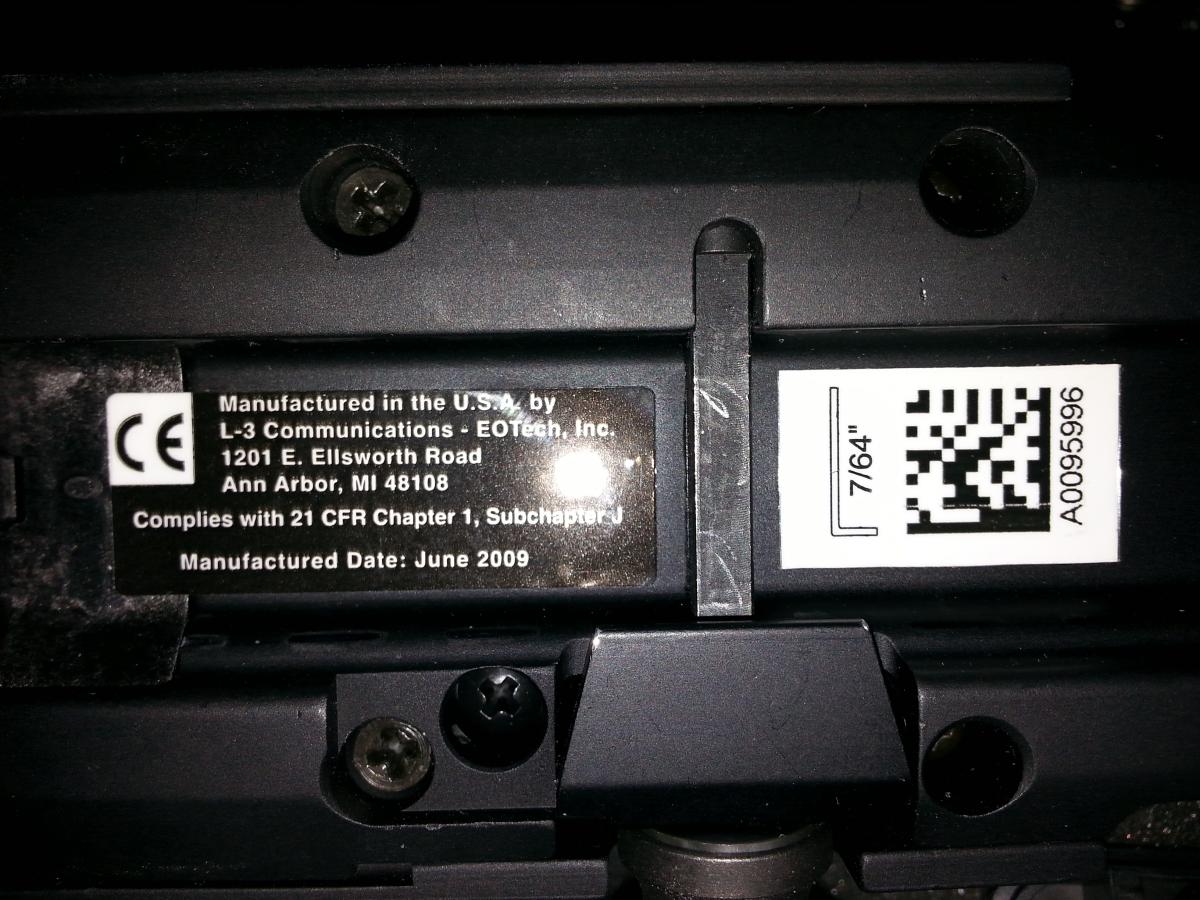 CE
Manufactured in the U.S.A. by
L-3 Communications - EOTech, Inc.
1201 E. Ellsworth Road
Ann Arbor, MI 48108
Complies with 21 CFR Chapter 1, Subchapter J
Manufactured Date: June 2009
7/64"
A0095996